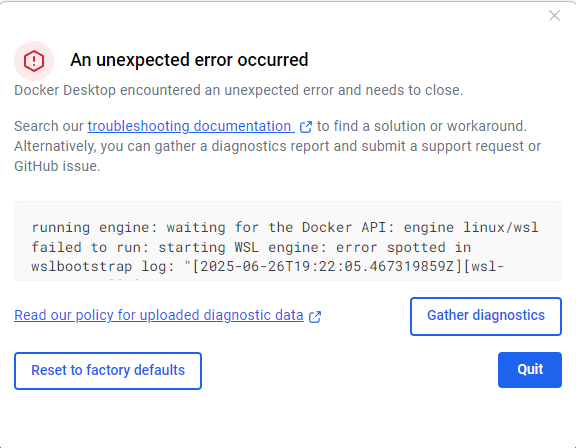 An unexpected error occurred
Docker Desktop encountered an unexpected error and needs to close.
Search our troubleshooting documentation to find a solution or workaround.
Alternatively, you can gather a diagnostics report and submit a support request or
GitHub issue.
running engine: waiting for the Docker API: engine linux/wsl
failed to run: starting WSL engine: error spotted in
wslbootstrap log: "[2025-06-26T19:22:05.467319859Z][wsl-
Read our policy for uploaded diagnostic data
Gather diagnostics
Reset to factory defaults
Quit